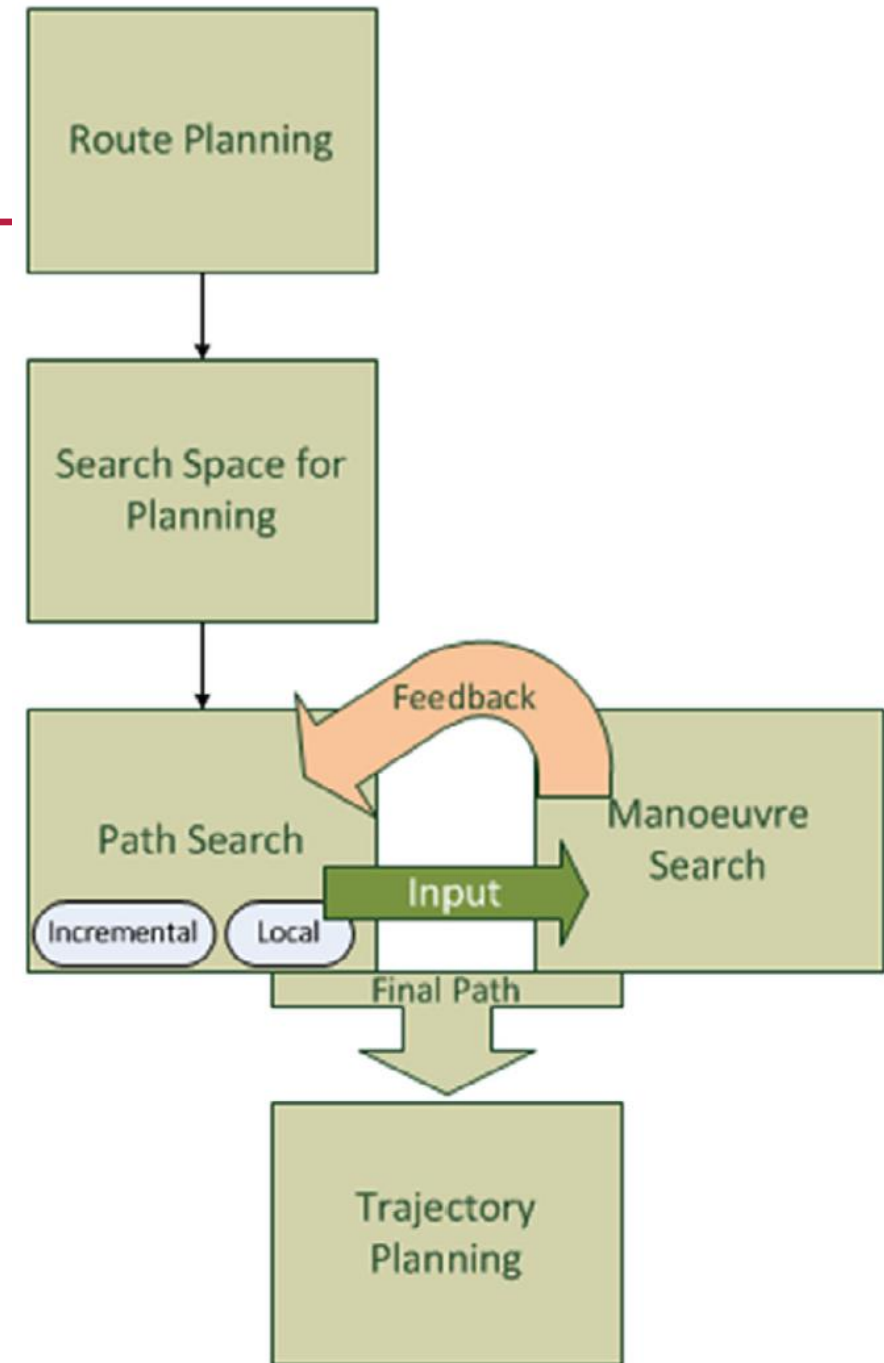 Route Planning
Search Space for
Planning
Feedback
Path Search
Manoeuvre
Search
Input
Incremental
Local
Final Path
Trajectory
Planning